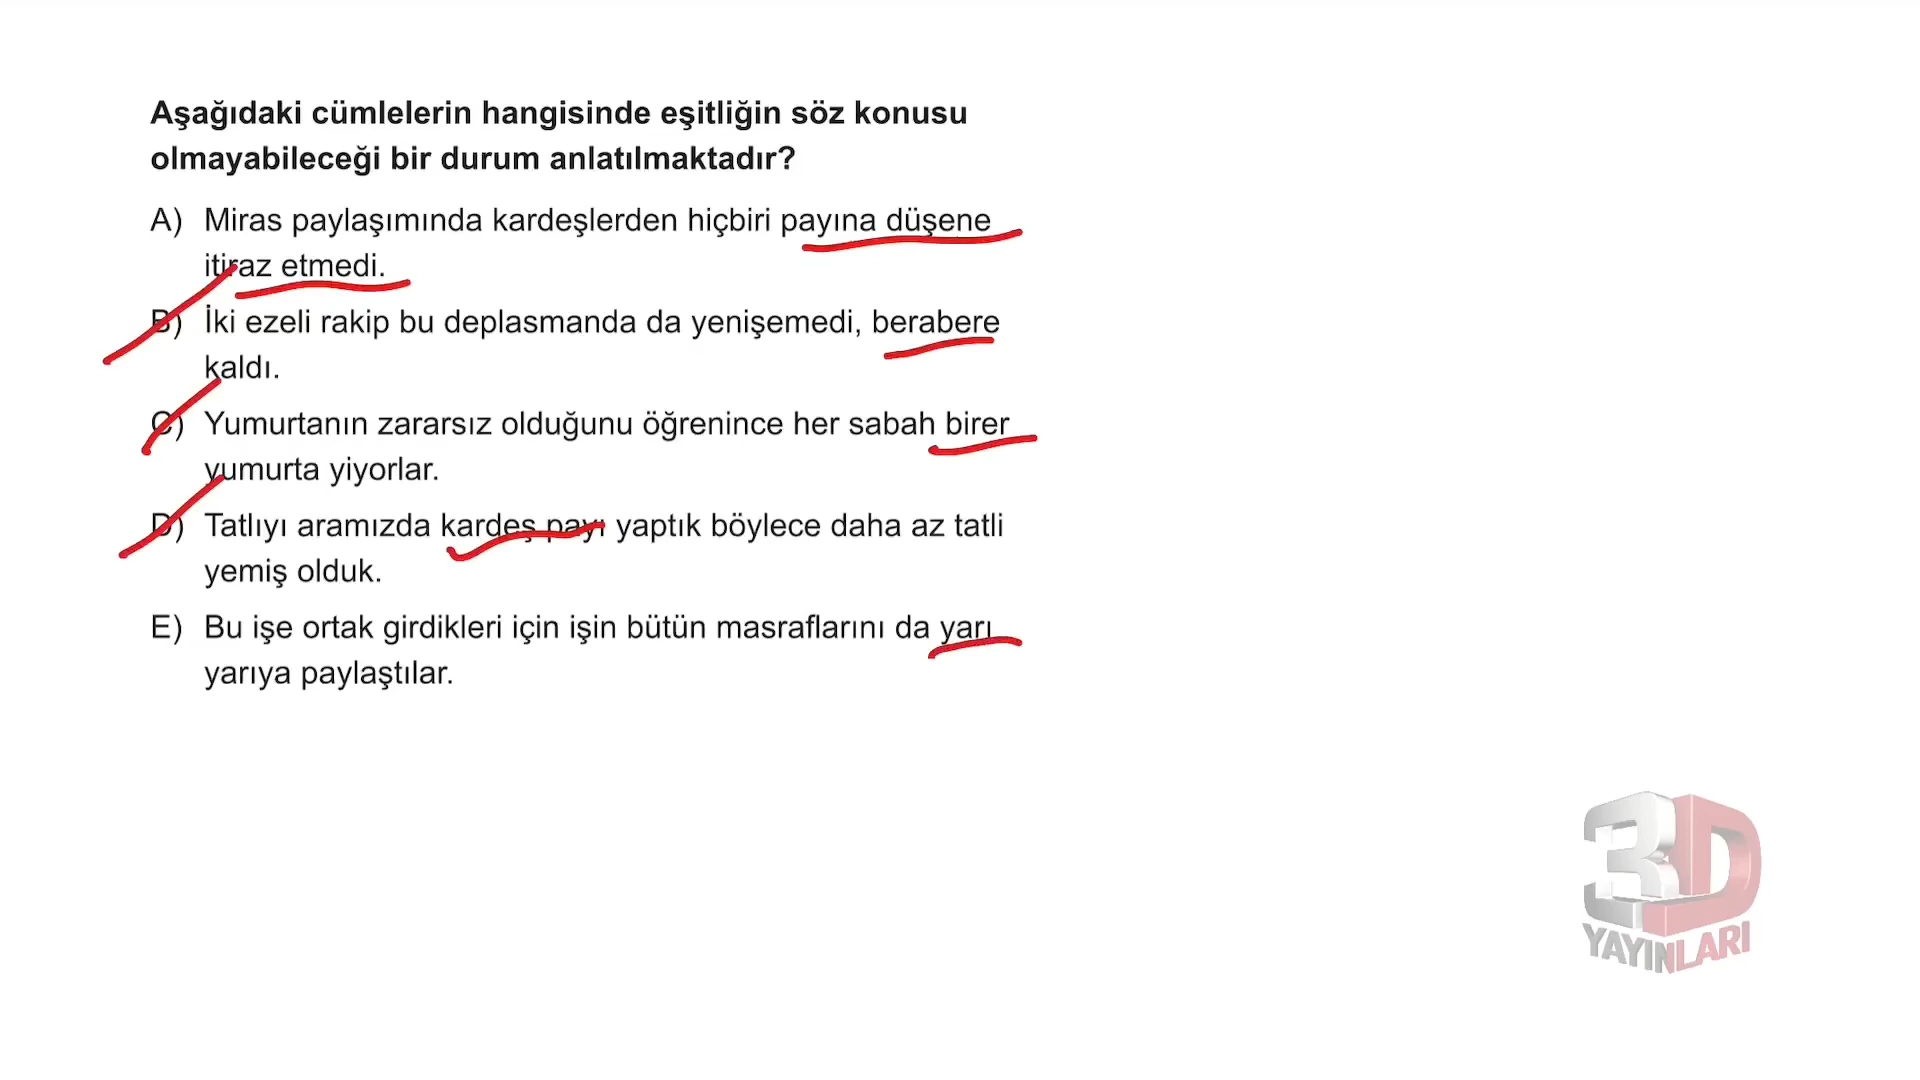 Aşağıdaki cümlelerin hangisinde eşitliğin söz konusu
olmayabileceği bir durum anlatılmaktadır?
A) Miras paylaşımında kardeşlerden hiçbiri payına düşene
itiraz etmedi.
B) İki ezeli rakip bu deplasmanda da yenişemedi, berabere
kaldı.
C) Yumurtanın zararsız olduğunu öğrenince her sabah birer
yumurta yiyorlar.
D) Tatlıyı aramızda kardeş payı yaptık böylece daha az tatli
yemiş olduk.
E) Bu işe ortak girdikleri için işin bütün masraflarını da yarı
yarıya paylaştılar.
3D
YAYINLARI